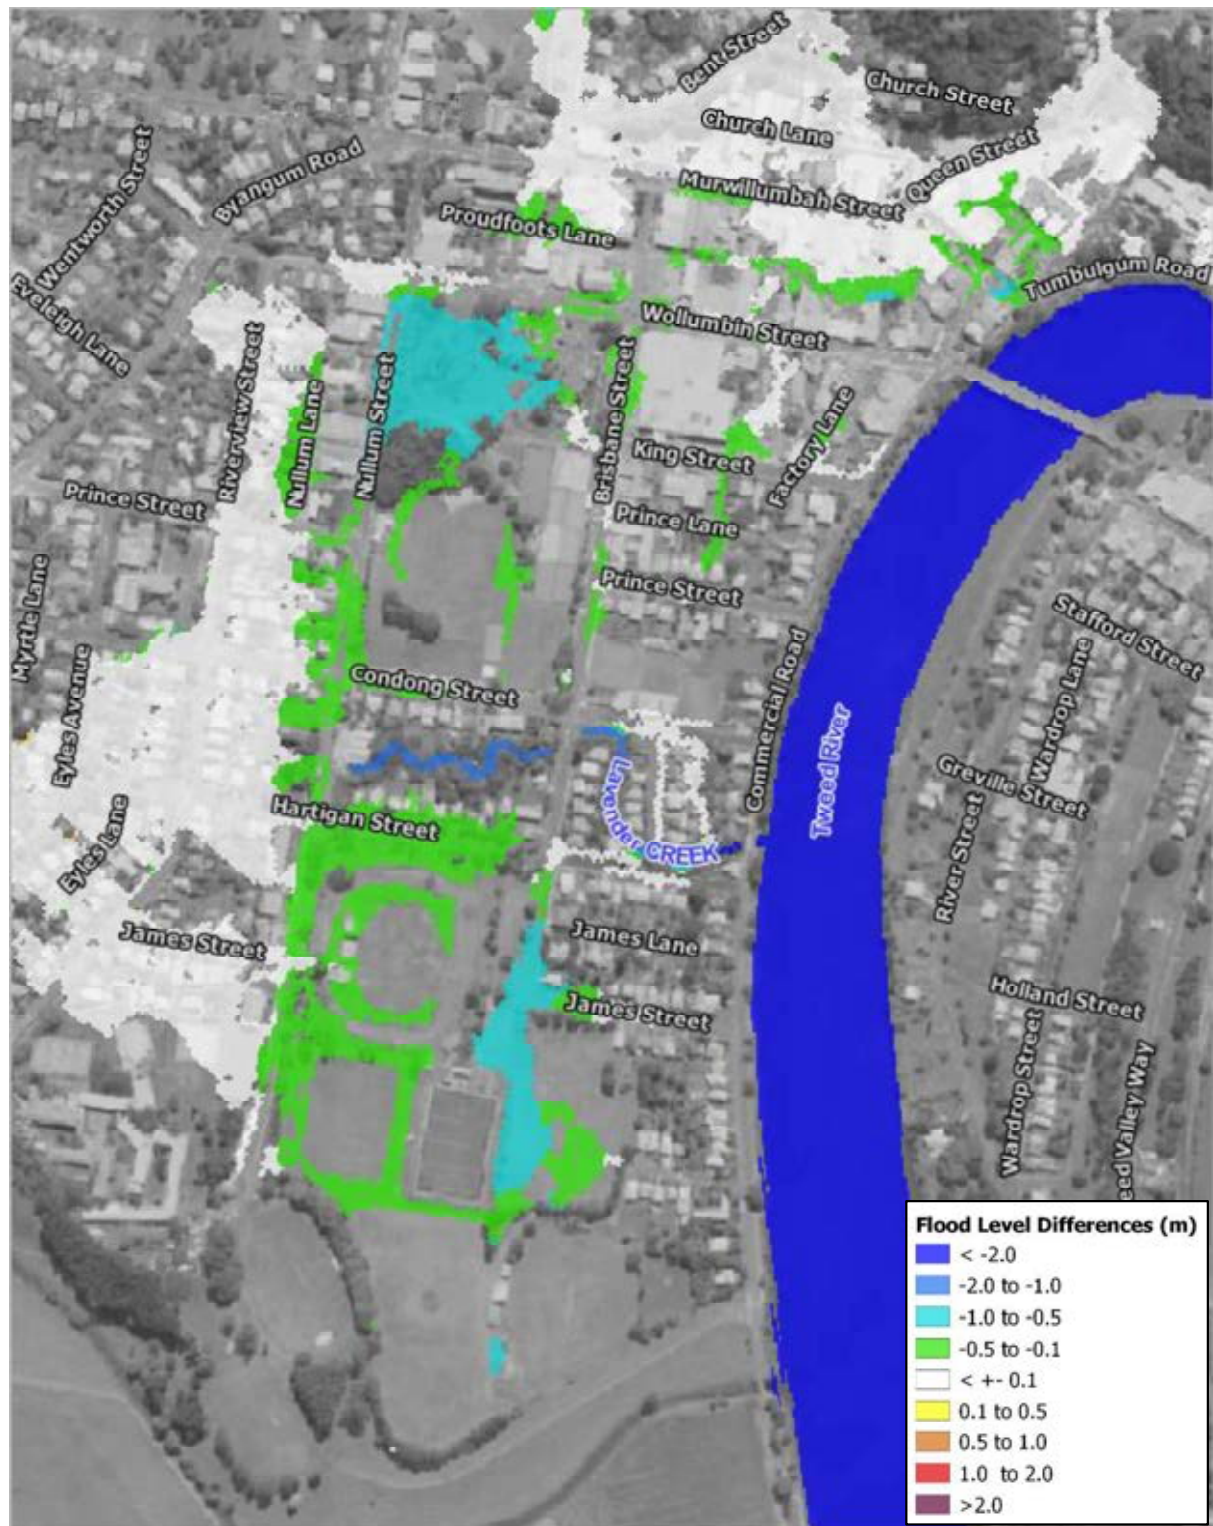 Bent Street
Church Street
Church Lane
Queen Street
Wentworth Street
Byangum Road
Murwillumbah Street
Proudfoots Lane
Tumbulgum Road
Eveleigh Lane
Wollumbin Street
Riverview Street
Nullum Lane
Nullum Street
Brisbane Street
Factory Lane
King Street
Prince Street
Prince Lane
Prince Street
Myrtle Lane
Eyles Avenue
Condong Street
Commercial Road
Stafford Street
Wardrop Lane
Tweed River
Greville Street
Lavender CREEK
Hartigan Street
Eyles Lane
River Street
James Street
James Lane
James Street
Holland Street
Wardrop Street
eed Valley Way
Flood Level Differences (m)
< -2.0
-2.0 to -1.0
-1.0 to -0.5
-0.5 to -0.1
< +- 0.1
0.1 to 0.5
0.5 to 1.0
1.0 to 2.0
>2.0